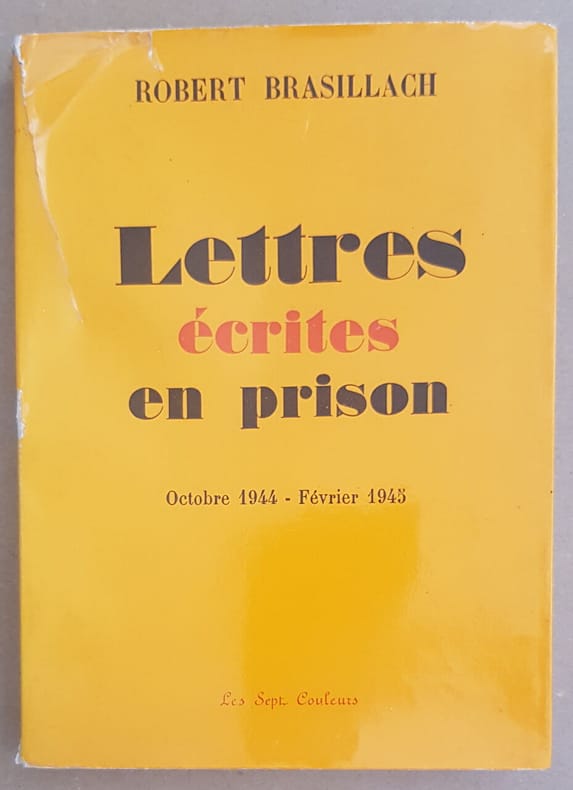 ROBERT BRASILLACH
Lettres
écrites
en prison
Octobre 1944 - Février 1945
Les Sept Couleurs